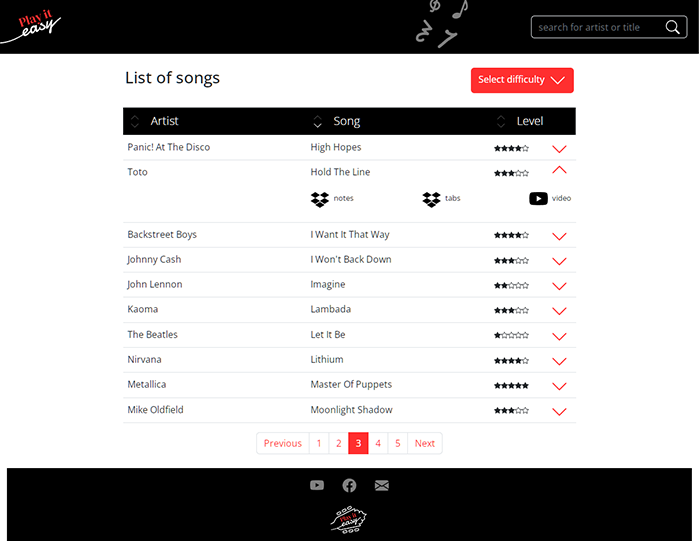 Play it
easy
search for artist or title
List of songs
Select difficulty
Artist Song Level
Panic! At The Disco High Hopes
Toto Hold The Line
notes tabs video
Backstreet Boys I Want It That Way
Johnny Cash I Won't Back Down
John Lennon Imagine
Kaoma Lambada
The Beatles Let It Be
Nirvana Lithium
Metallica Master Of Puppets
Mike Oldfield Moonlight Shadow
Previous 1 2 3 4 5 Next
Play it
easy